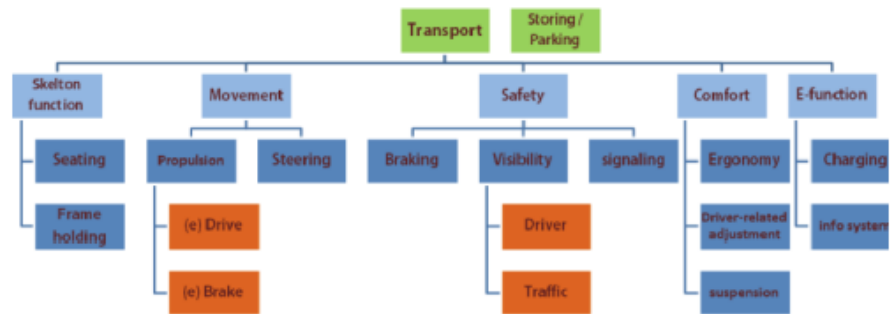 Transport
Storing /
Parking
Skelton
function
Movement
Safety
Comfort
E-function
Seating
Propulsion
Steering
Braking
Visibility
signaling
Ergonomy
Charging
Frame
holding
(e) Drive
Driver
Driver-related
adjustment
info system
(e) Brake
Traffic
suspension